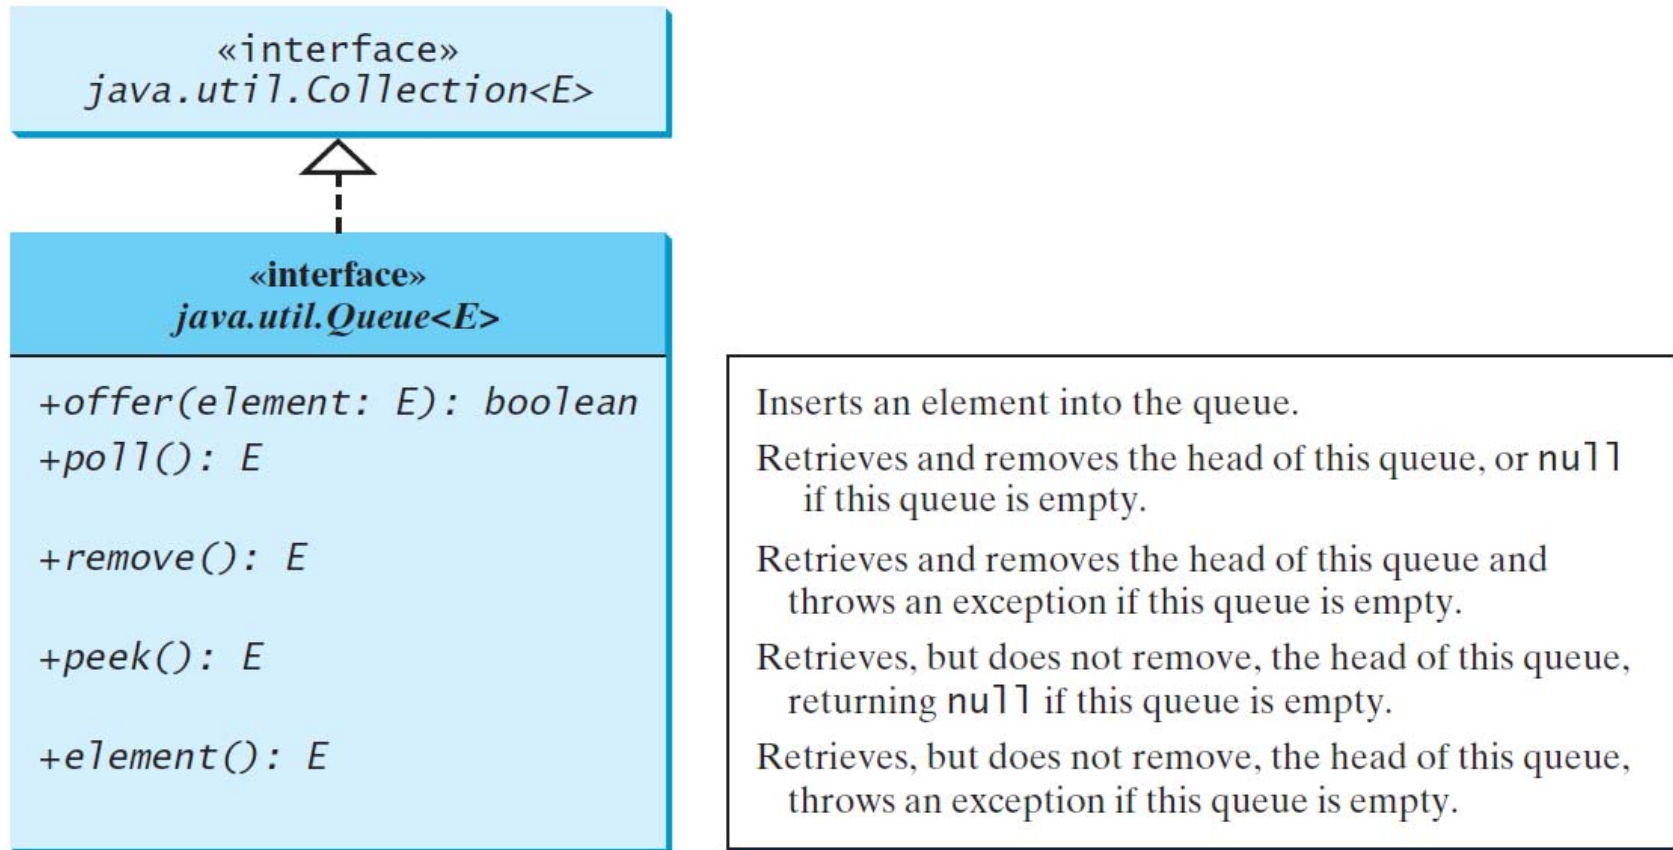 «interface»
java.util.Collection<E>
«interface»
java.util.Queue<E>
+offer(element: E): boolean
+poll(): E
+remove(): E
+peek(): E
+element(): E
Inserts an element into the queue.
Retrieves and removes the head of this queue, or null
if this queue is empty.
Retrieves and removes the head of this queue and
throws an exception if this queue is empty.
Retrieves, but does not remove, the head of this queue,
returning null if this queue is empty.
Retrieves, but does not remove, the head of this queue,
throws an exception if this queue is empty.